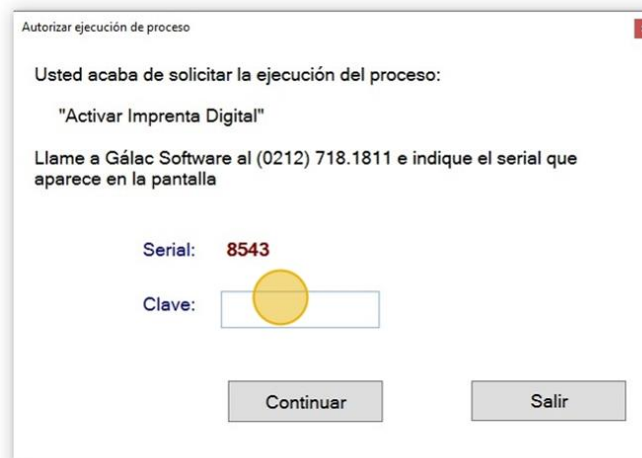 Autorizar ejecución de proceso
Usted acaba de solicitar la ejecución del proceso:
"Activar Imprenta Digital"
Llame a Gálac Software al (0212) 718.1811 e indique el serial que
aparece en la pantalla
Serial: 8543
Clave:
Continuar Salir